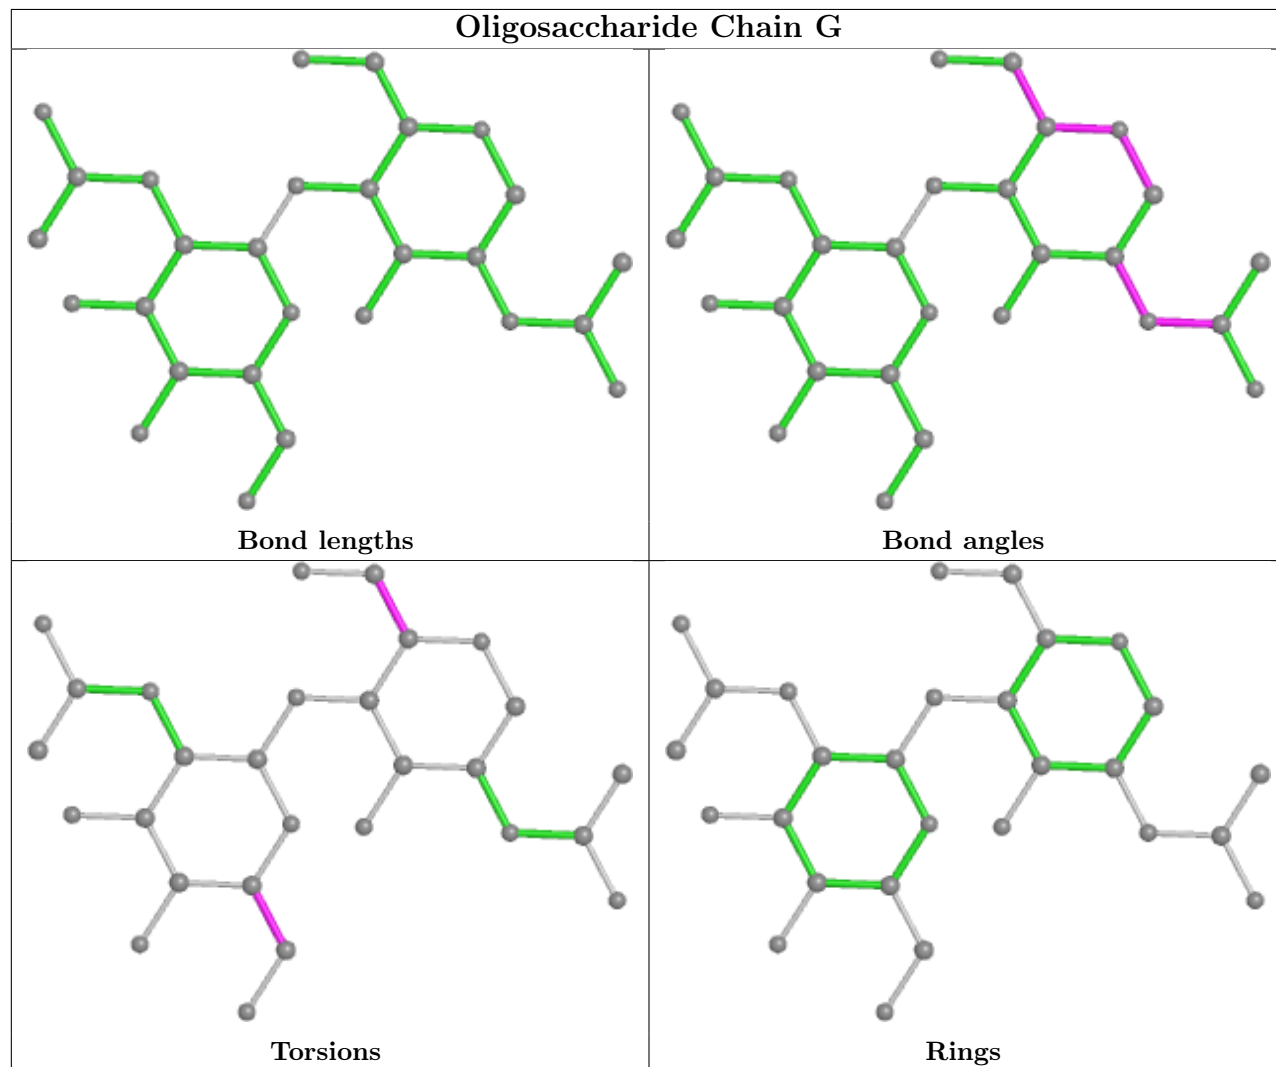 Oligosaccharide Chain G
Bond lengths
Bond angles
Torsions
Rings